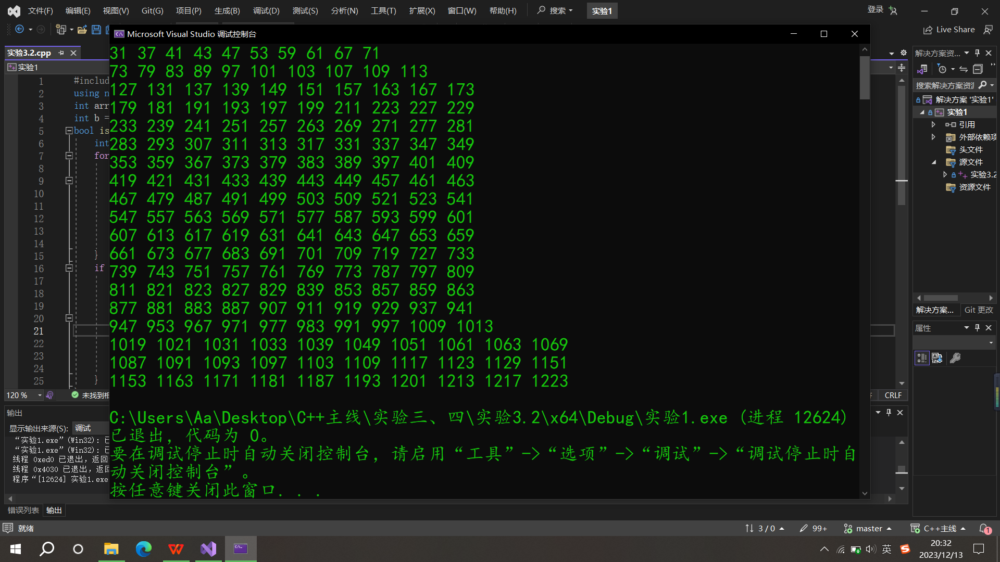 文件(F) 编辑(E) 视图(V) Git(G) 项目(P) 生成(B) 调试(D) 测试(S) 分析(N) 工具(T) 扩展(X) 窗口(W) 帮助(H) 搜索 实验1 登录
Live Share
Microsoft Visual Studio 调试控制台
实验3.2.cpp
实验1
31 37 41 43 47 53 59 61 67 71
73 79 83 89 97 101 103 107 109 113
127 131 137 139 149 151 157 163 167 173
179 181 191 193 197 199 211 223 227 229
233 239 241 251 257 263 269 271 277 281
283 293 307 311 313 317 331 337 347 349
353 359 367 373 379 383 389 397 401 409
419 421 431 433 439 443 449 457 461 463
467 479 487 491 499 503 509 521 523 541
547 557 563 569 571 577 587 593 599 601
607 613 617 619 631 641 643 647 653 659
661 673 677 683 691 701 709 719 727 733
739 743 751 757 761 769 773 787 797 809
811 821 823 827 829 839 853 857 859 863
877 881 883 887 907 911 919 929 937 941
947 953 967 971 977 983 991 997 1009 1013
1019 1021 1031 1033 1039 1049 1051 1061 1063 1069
1087 1091 1093 1097 1103 1109 1117 1123 1129 1151
1153 1163 1171 1181 1187 1193 1201 1213 1217 1223
C:\Users\Aa\Desktop\C++主线\实验三、四\实验3.2\x64\Debug\实验1.exe (进程 12624)
已退出，代码为 0。
要在调试停止时自动关闭控制台，请启用“工具”->“选项”->“调试”->“调试停止时自
动关闭控制台”。
按任意键关闭此窗口. . .
1 #includ
2 using n
3 int arr
4 int b =
5 bool is
6 int
7 for
8
9
10
11
12
13
14
15 }
16 if
17
18
19
20
21
22
23
24
25 }
120 %
未找到相
CRLF
输出
显示输出来源(S): 调试
“实验1.exe”(Win32): 已
“实验1.exe”(Win32): 已
线程 0xed0 已退出，返回
线程 0x4030 已退出，返回
程序“[12624] 实验1.exe
错误列表 输出
解决方案资...
搜索解决方案资源
解决方案 '实验1'
实验1
引用
外部依赖项
头文件
源文件
实验3.2
资源文件
解决方案... Git 更改
属性
就绪
3 / 0 99+ master C++主线 1
英
20:32
2023/12/13